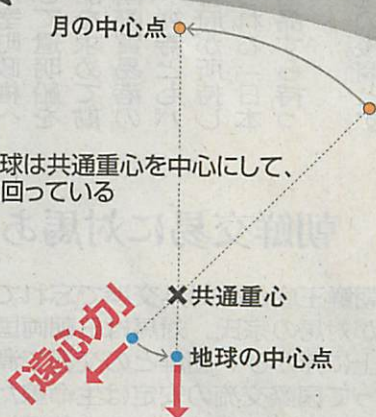 月の中心点
球は共通重心を中心にして、
回っている
共通重心
「遠心力」
地球の中心点